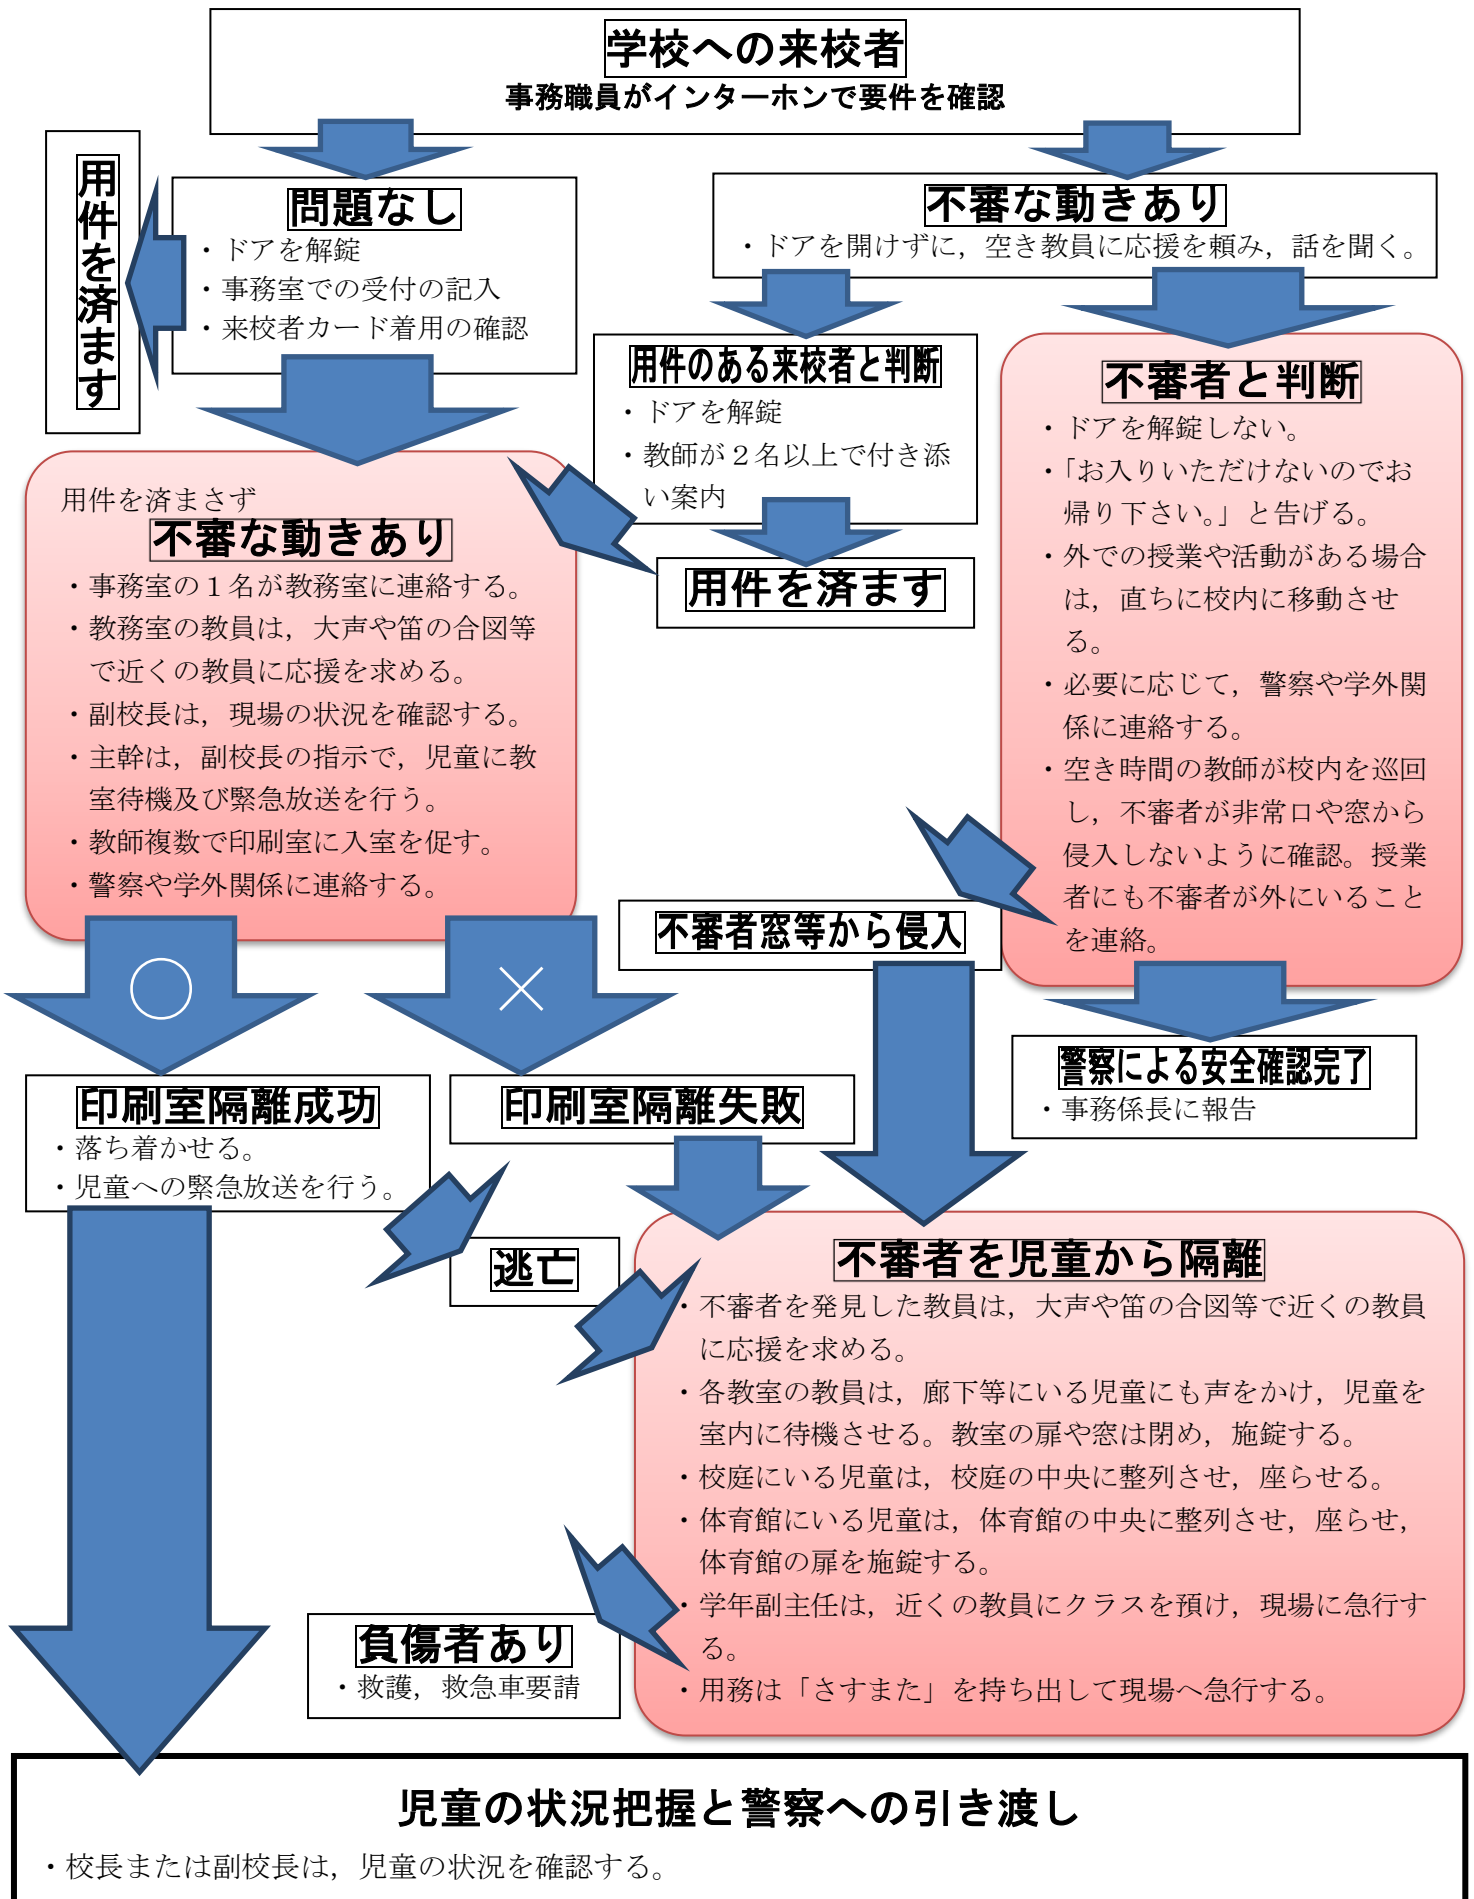 学校への来校者
事務職員がインターホンで要件を確認
用件を済ます
問題なし
・ドアを解錠
・事務室での受付の記入
・来校者カード着用の確認
不審な動きあり
・ドアを開けずに，空き教員に応援を頼み，話を聞く。
用件のある来校者と判断
・ドアを解錠
・教師が２名以上で付き添
い案内
用件を済ます
不審者と判断
・ドアを解錠しない。
・「お入りいただけないのでお
帰り下さい。」と告げる。
・外での授業や活動がある場合
は，直ちに校内に移動させ
る。
・必要に応じて，警察や学外関
係に連絡する。
・空き時間の教師が校内を巡回
し，不審者が非常口や窓から
侵入しないように確認。授業
者にも不審者が外にいること
を連絡。
用件を済まさず
不審な動きあり
・事務室の１名が教務室に連絡する。
・教務室の教員は，大声や笛の合図等
で近くの教員に応援を求める。
・副校長は，現場の状況を確認する。
・主幹は，副校長の指示で，児童に教
室待機及び緊急放送を行う。
・教師複数で印刷室に入室を促す。
・警察や学外関係に連絡する。
不審者窓等から侵入
○
×
警察による安全確認完了
・事務係長に報告
印刷室隔離成功
・落ち着かせる。
・児童への緊急放送を行う。
印刷室隔離失敗
逃亡
不審者を児童から隔離
・不審者を発見した教員は，大声や笛の合図等で近くの教員
に応援を求める。
・各教室の教員は，廊下等にいる児童にも声をかけ，児童を
室内に待機させる。教室の扉や窓は閉め，施錠する。
・校庭にいる児童は，校庭の中央に整列させ，座らせる。
・体育館にいる児童は，体育館の中央に整列させ，座らせ，
体育館の扉を施錠する。
・学年副主任は，近くの教員にクラスを預け，現場に急行す
る。
・用務は「さすまた」を持ち出して現場へ急行する。
負傷者あり
・救護，救急車要請
児童の状況把握と警察への引き渡し
・校長または副校長は，児童の状況を確認する。